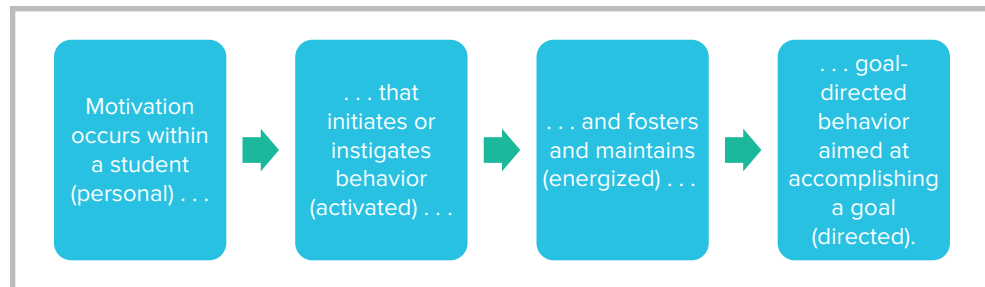 Motivation
occurs within
a student
(personal) . . .
. . . that
initiates or
instigates
behavior
(activated) . . .
. . . and fosters
and maintains
(energized) . . .
. . . goal-
directed
behavior
aimed at
accomplishing
a goal
(directed).